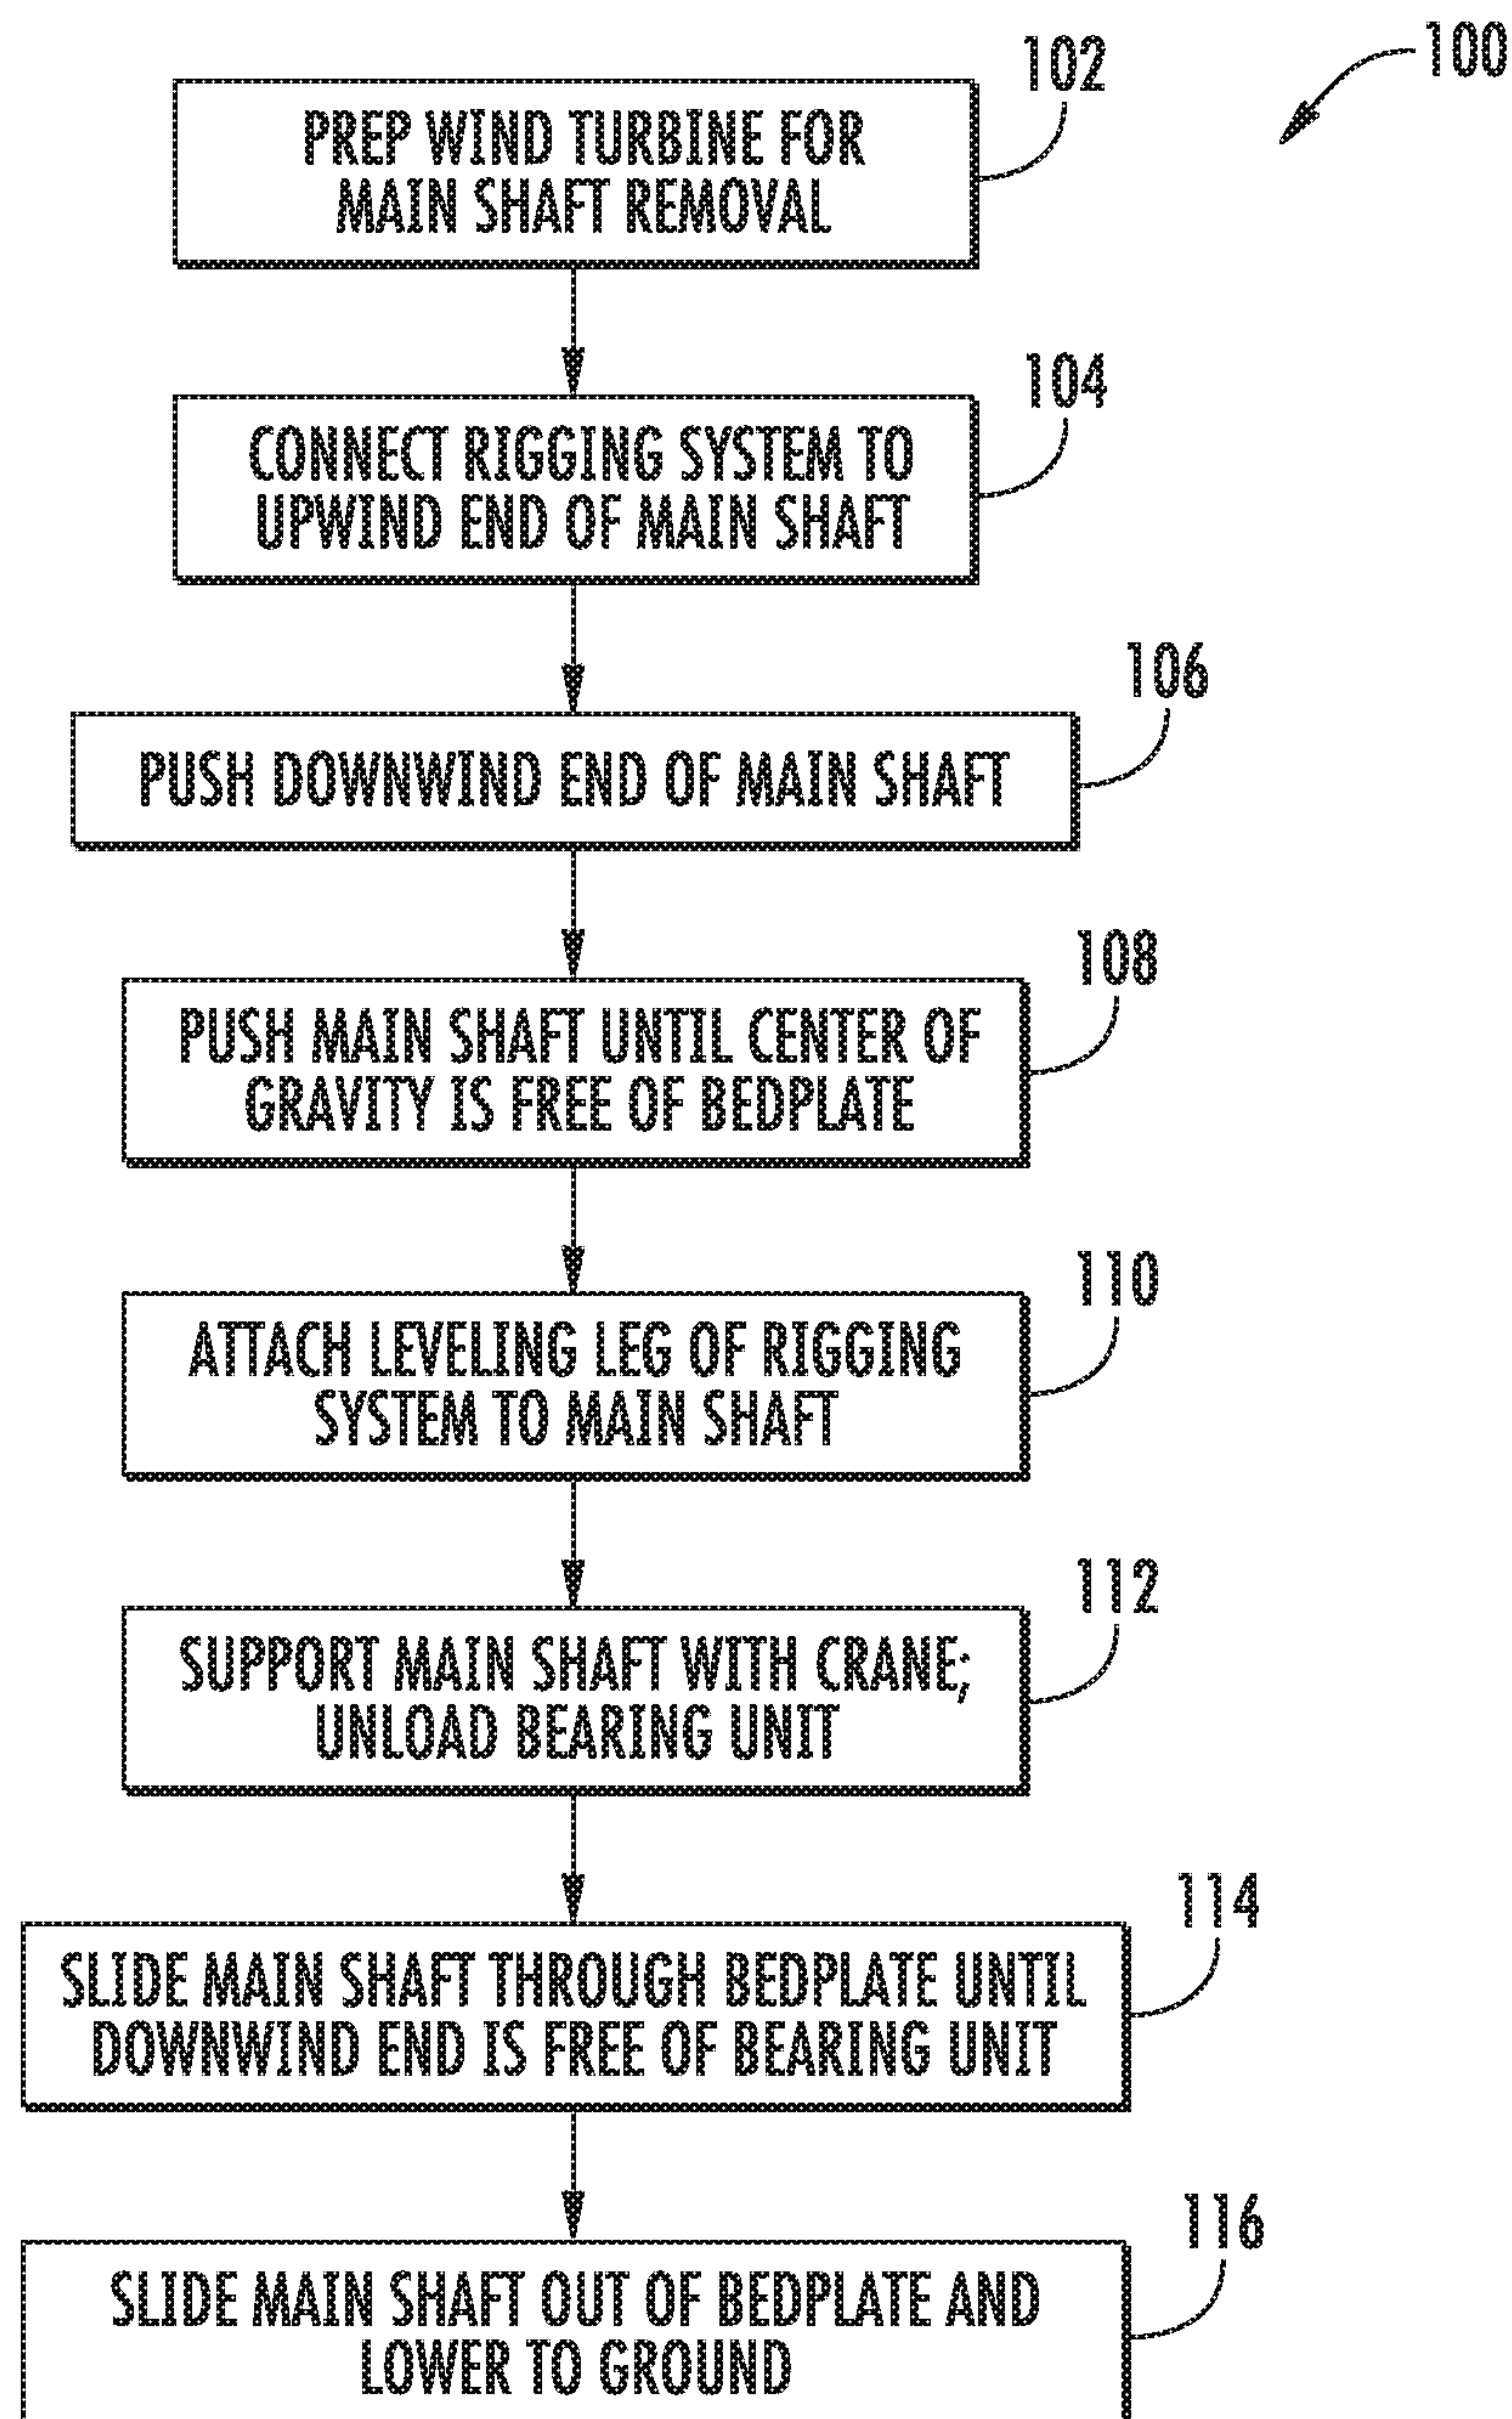 100
102
PREP WIND TURBINE FOR
MAIN SHAFT REMOVAL
104
CONNECT RIGGING SYSTEM TO
UPWIND END OF MAIN SHAFT
106
PUSH DOWNWIND END OF MAIN SHAFT
108
PUSH MAIN SHAFT UNTIL CENTER OF
GRAVITY IS FREE OF BEDPLATE
110
ATTACH LEVELING LEG OF RIGGING
SYSTEM TO MAIN SHAFT
112
SUPPORT MAIN SHAFT WITH CRANE;
UNLOAD BEARING UNIT
114
SLIDE MAIN SHAFT THROUGH BEDPLATE UNTIL
DOWNWIND END IS FREE OF BEARING UNIT
116
SLIDE MAIN SHAFT OUT OF BEDPLATE AND
LOWER TO GROUND